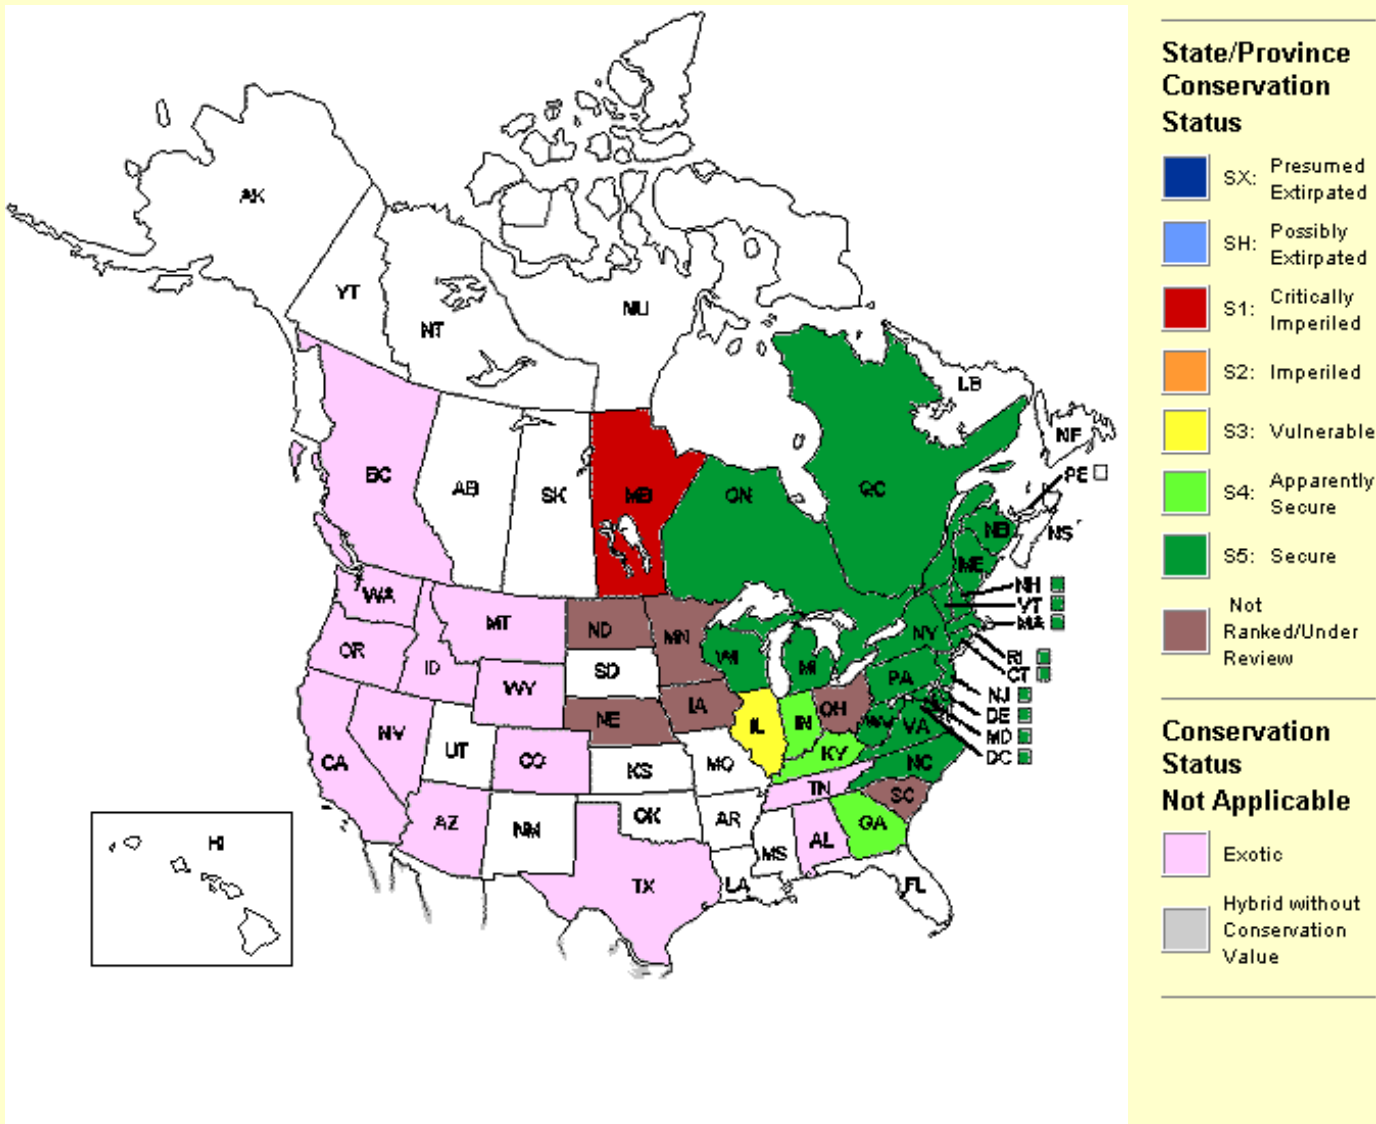 AK
YT
NT
NU
BC
AB
SK
MB
ON
QC
LB
NF
PE
NB
NS
ME
NH
VT
MA
RI
CT
NJ
DE
MD
DC
WA
OR
CA
NV
ID
MT
WY
UT
CO
AZ
NM
ND
SD
NE
KS
OK
TX
MN
IA
MO
AR
LA
WI
IL
MS
MI
IN
OH
KY
TN
AL
GA
FL
SC
NC
VA
WV
PA
NY
HI
State/Province
Conservation
Status
SX: Presumed
Extirpated
SH: Possibly
Extirpated
S1: Critically
Imperiled
S2: Imperiled
S3: Vulnerable
S4: Apparently
Secure
S5: Secure
Not
Ranked/Under
Review
Conservation
Status
Not Applicable
Exotic
Hybrid without
Conservation
Value